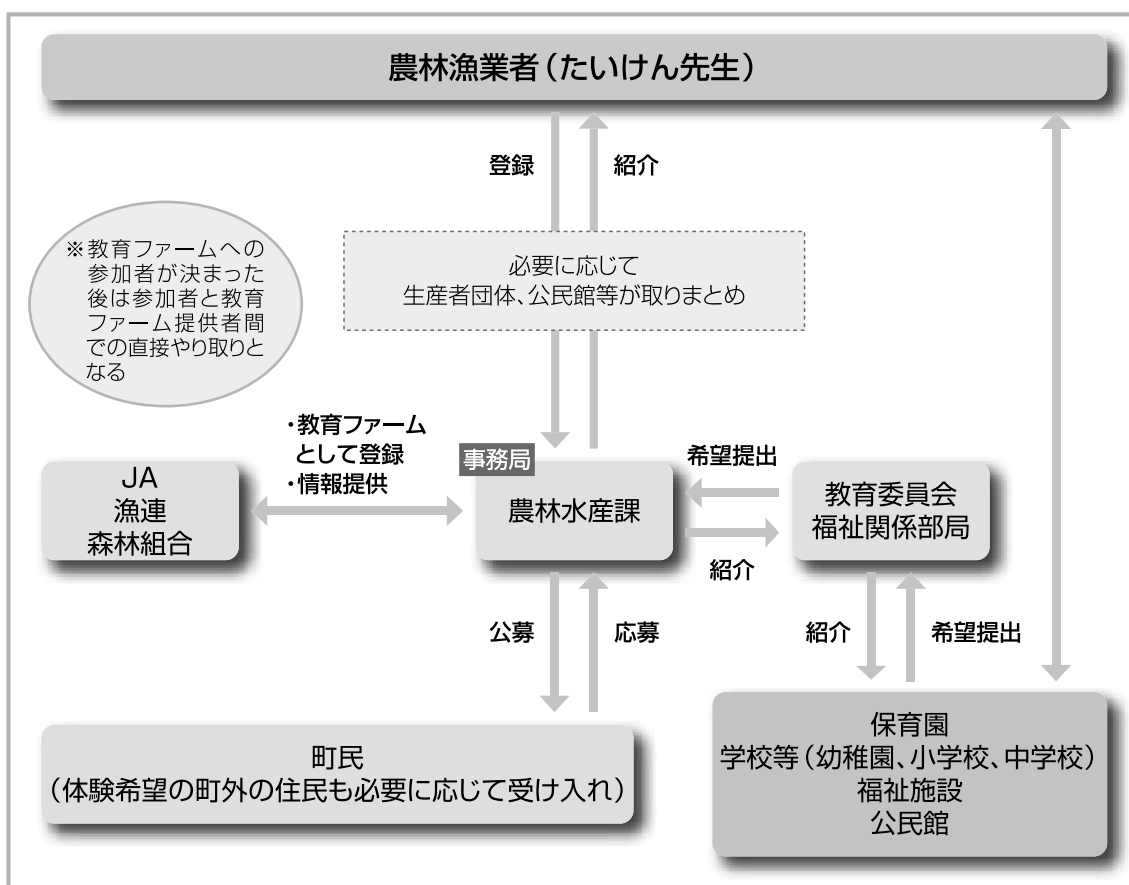 農林漁業者(たいけん先生)
登録
紹介
※教育ファームへの
参加者が決まった
後は参加者と教育
ファーム提供者間
での直接やり取りと
なる
必要に応じて
生産者団体、公民館等が取りまとめ
・教育ファーム
として登録
・情報提供
事務局
希望提出
JA
漁連
森林組合
農林水産課
教育委員会
福祉関係部局
紹介
公募
応募
紹介
希望提出
町民
(体験希望の町外の住民も必要に応じて受け入れ)
保育園
学校等(幼稚園、小学校、中学校)
福祉施設
公民館